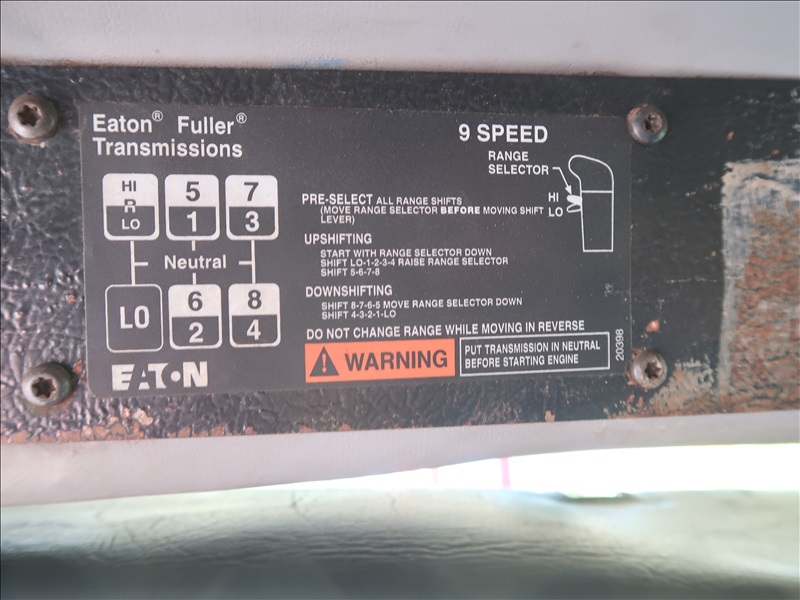 Eaton® Fuller®
Transmissions
9 SPEED
RANGE
SELECTOR
HI
LO
HI
R
LO
5
1
7
3
Neutral
LO
6
2
8
4
PRE-SELECT ALL RANGE SHIFTS
(MOVE RANGE SELECTOR BEFORE MOVING SHIFT
LEVER)
UPSHIFTING
START WITH RANGE SELECTOR DOWN
SHIFT LO-1-2-3-4 RAISE RANGE SELECTOR
SHIFT 5-6-7-8
DOWNSHIFTING
SHIFT 8-7-6-5 MOVE RANGE SELECTOR DOWN
SHIFT 4-3-2-1-LO
DO NOT CHANGE RANGE WHILE MOVING IN REVERSE
WARNING
PUT TRANSMISSION IN NEUTRAL
BEFORE STARTING ENGINE
EATON
20398